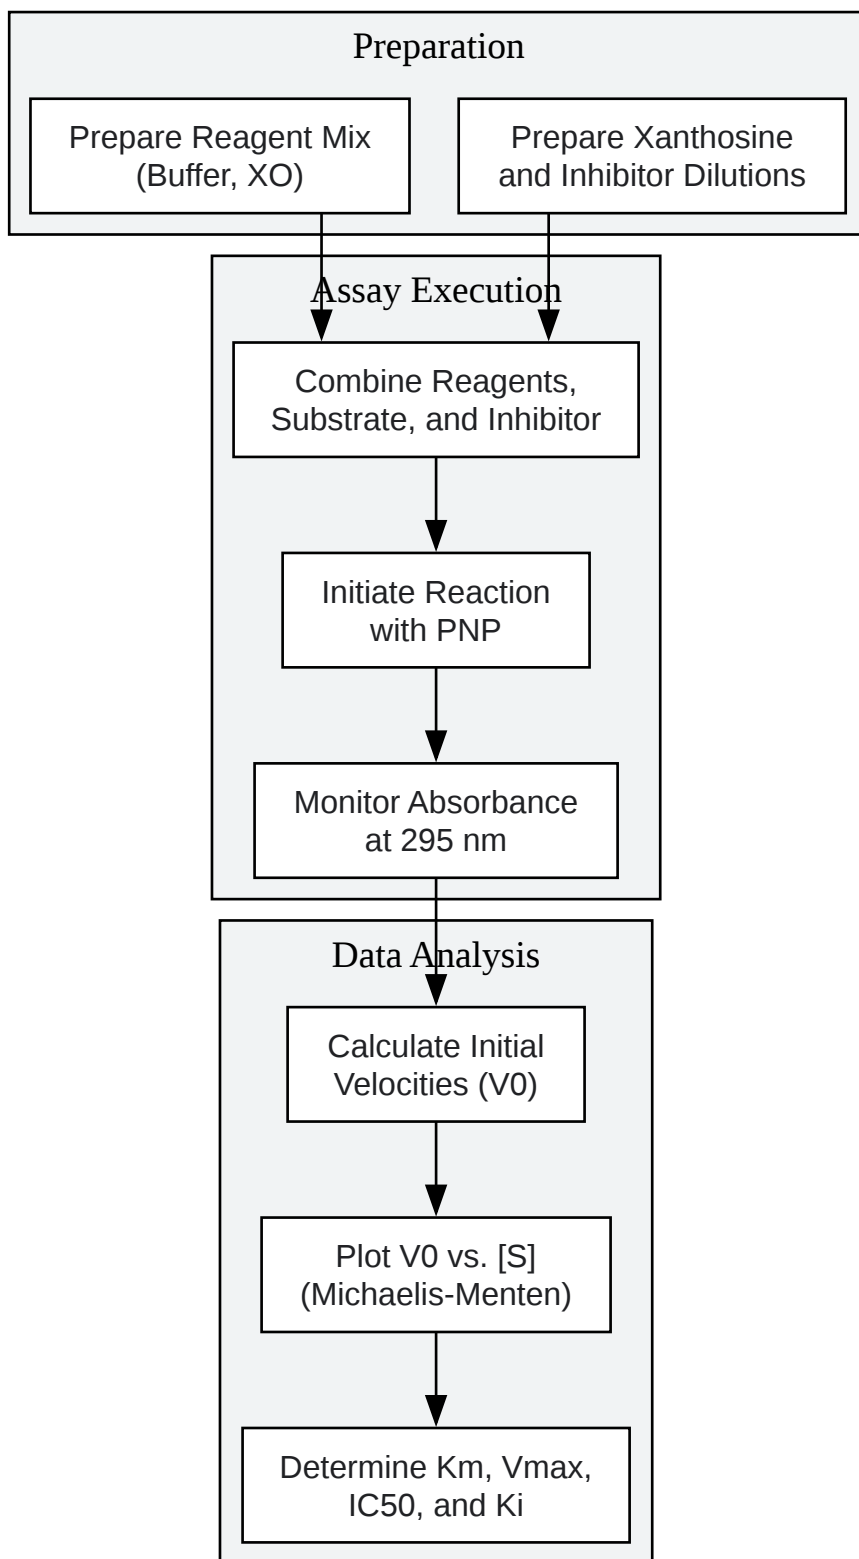 Preparation
Prepare Reagent Mix
(Buffer, XO)
Prepare Xanthosine
and Inhibitor Dilutions
Assay Execution
Combine Reagents,
Substrate, and Inhibitor
Initiate Reaction
with PNP
Monitor Absorbance
at 295 nm
Data Analysis
Calculate Initial
Velocities (V0)
Plot V0 vs. [S]
(Michaelis-Menten)
Determine Km, Vmax,
IC50, and Ki